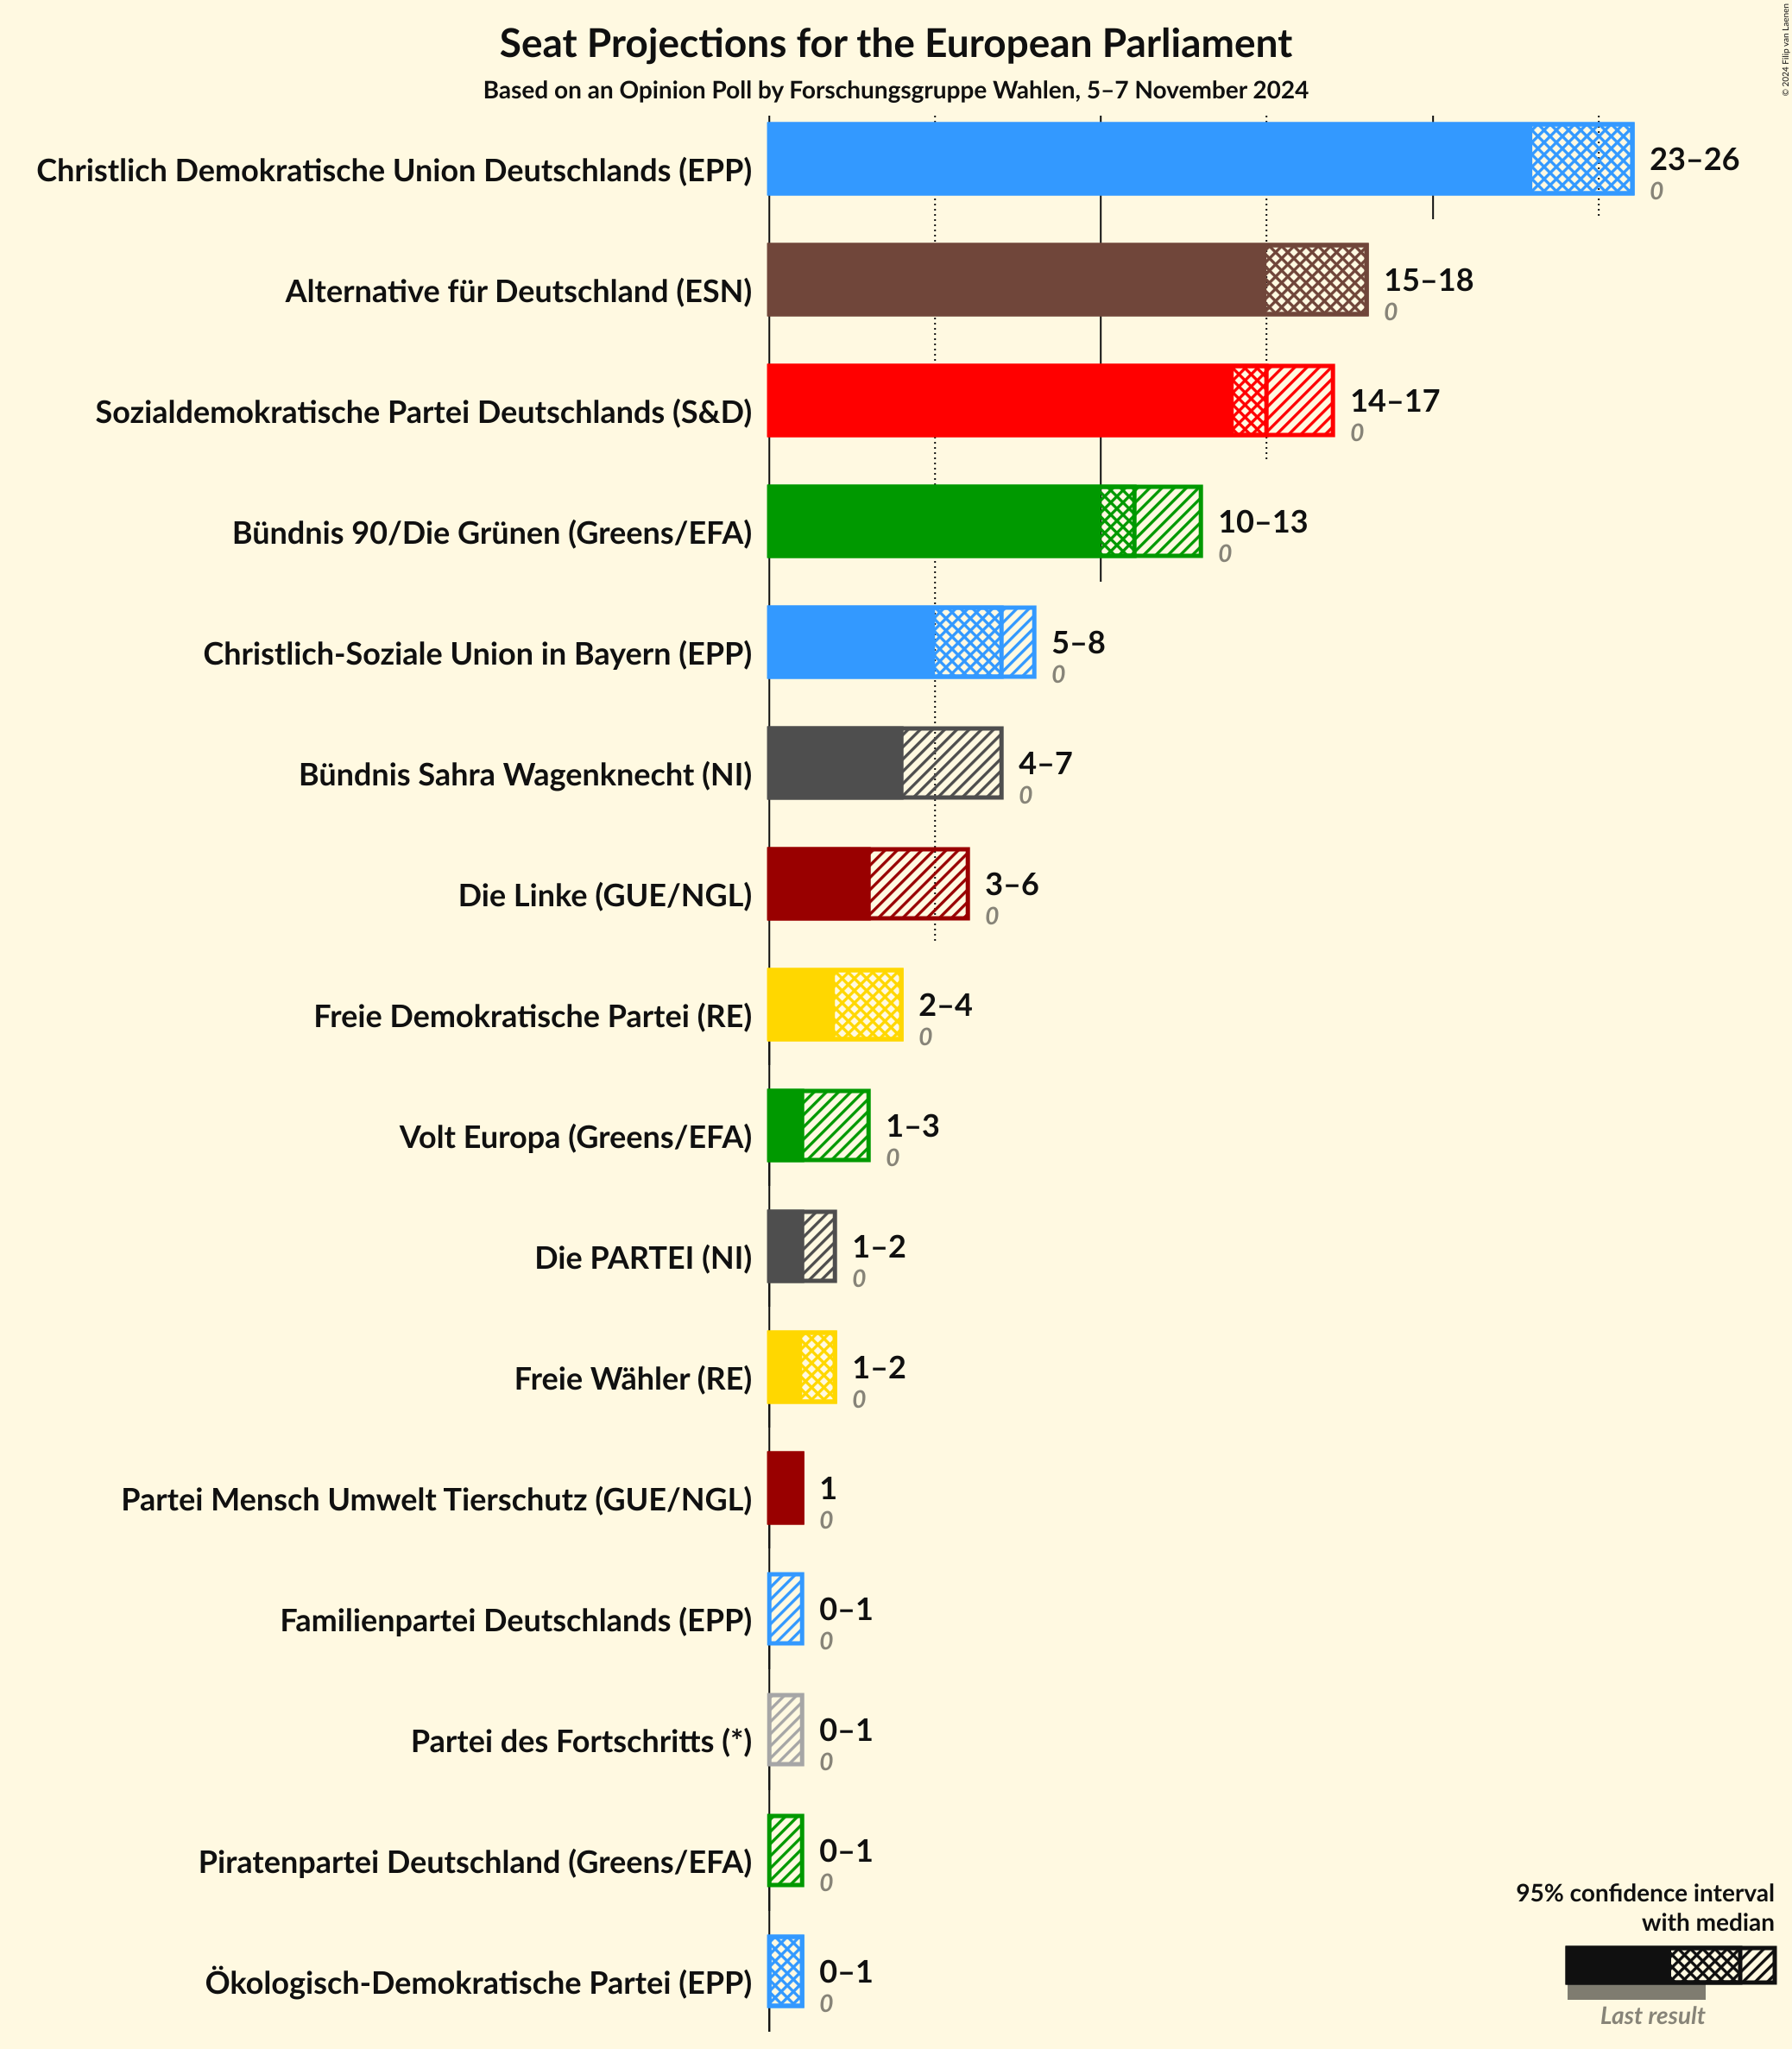 Seat Projections for the European Parliament
Based on an Opinion Poll by Forschungsgruppe Wahlen, 5–7 November 2024
© 2024 Filip van Laenen
Christlich Demokratische Union Deutschlands (EPP)
23–26
0
Alternative für Deutschland (ESN)
15–18
0
Sozialdemokratische Partei Deutschlands (S&D)
14–17
0
Bündnis 90/Die Grünen (Greens/EFA)
10–13
0
Christlich-Soziale Union in Bayern (EPP)
5–8
0
Bündnis Sahra Wagenknecht (NI)
4–7
0
Die Linke (GUE/NGL)
3–6
0
Freie Demokratische Partei (RE)
2–4
0
Volt Europa (Greens/EFA)
1–3
0
Die PARTEI (NI)
1–2
0
Freie Wähler (RE)
1–2
0
Partei Mensch Umwelt Tierschutz (GUE/NGL)
1
0
Familienpartei Deutschlands (EPP)
0–1
0
Partei des Fortschritts (*)
0–1
0
Piratenpartei Deutschland (Greens/EFA)
0–1
0
Ökologisch-Demokratische Partei (EPP)
0–1
0
95% confidence interval
with median
Last result